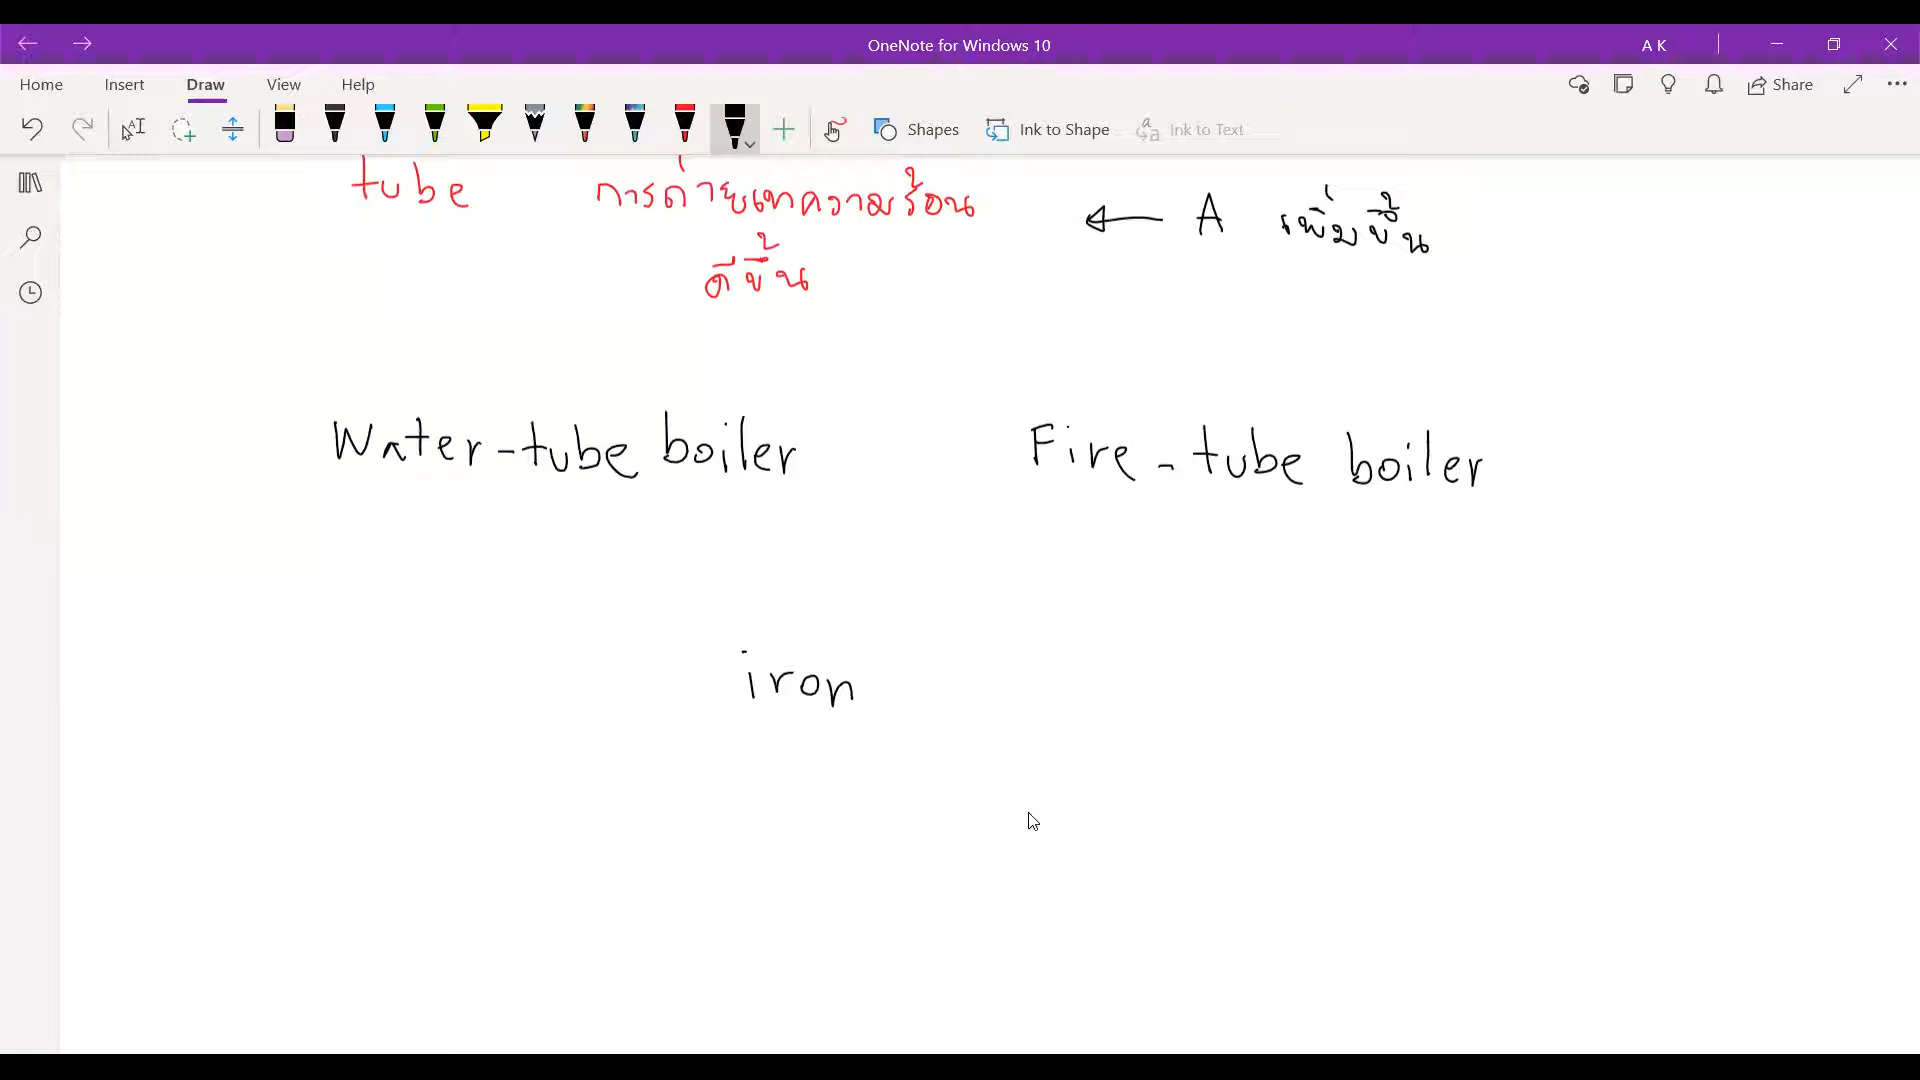 OneNote for Windows 10
A K
Home Insert Draw View Help
Share
Shapes Ink to Shape Ink to Text
tube การถ่ายเทความร้อน
ดีขึ้น
A เพิ่มขึ้น
Water-tube boiler Fire-tube boiler
iron